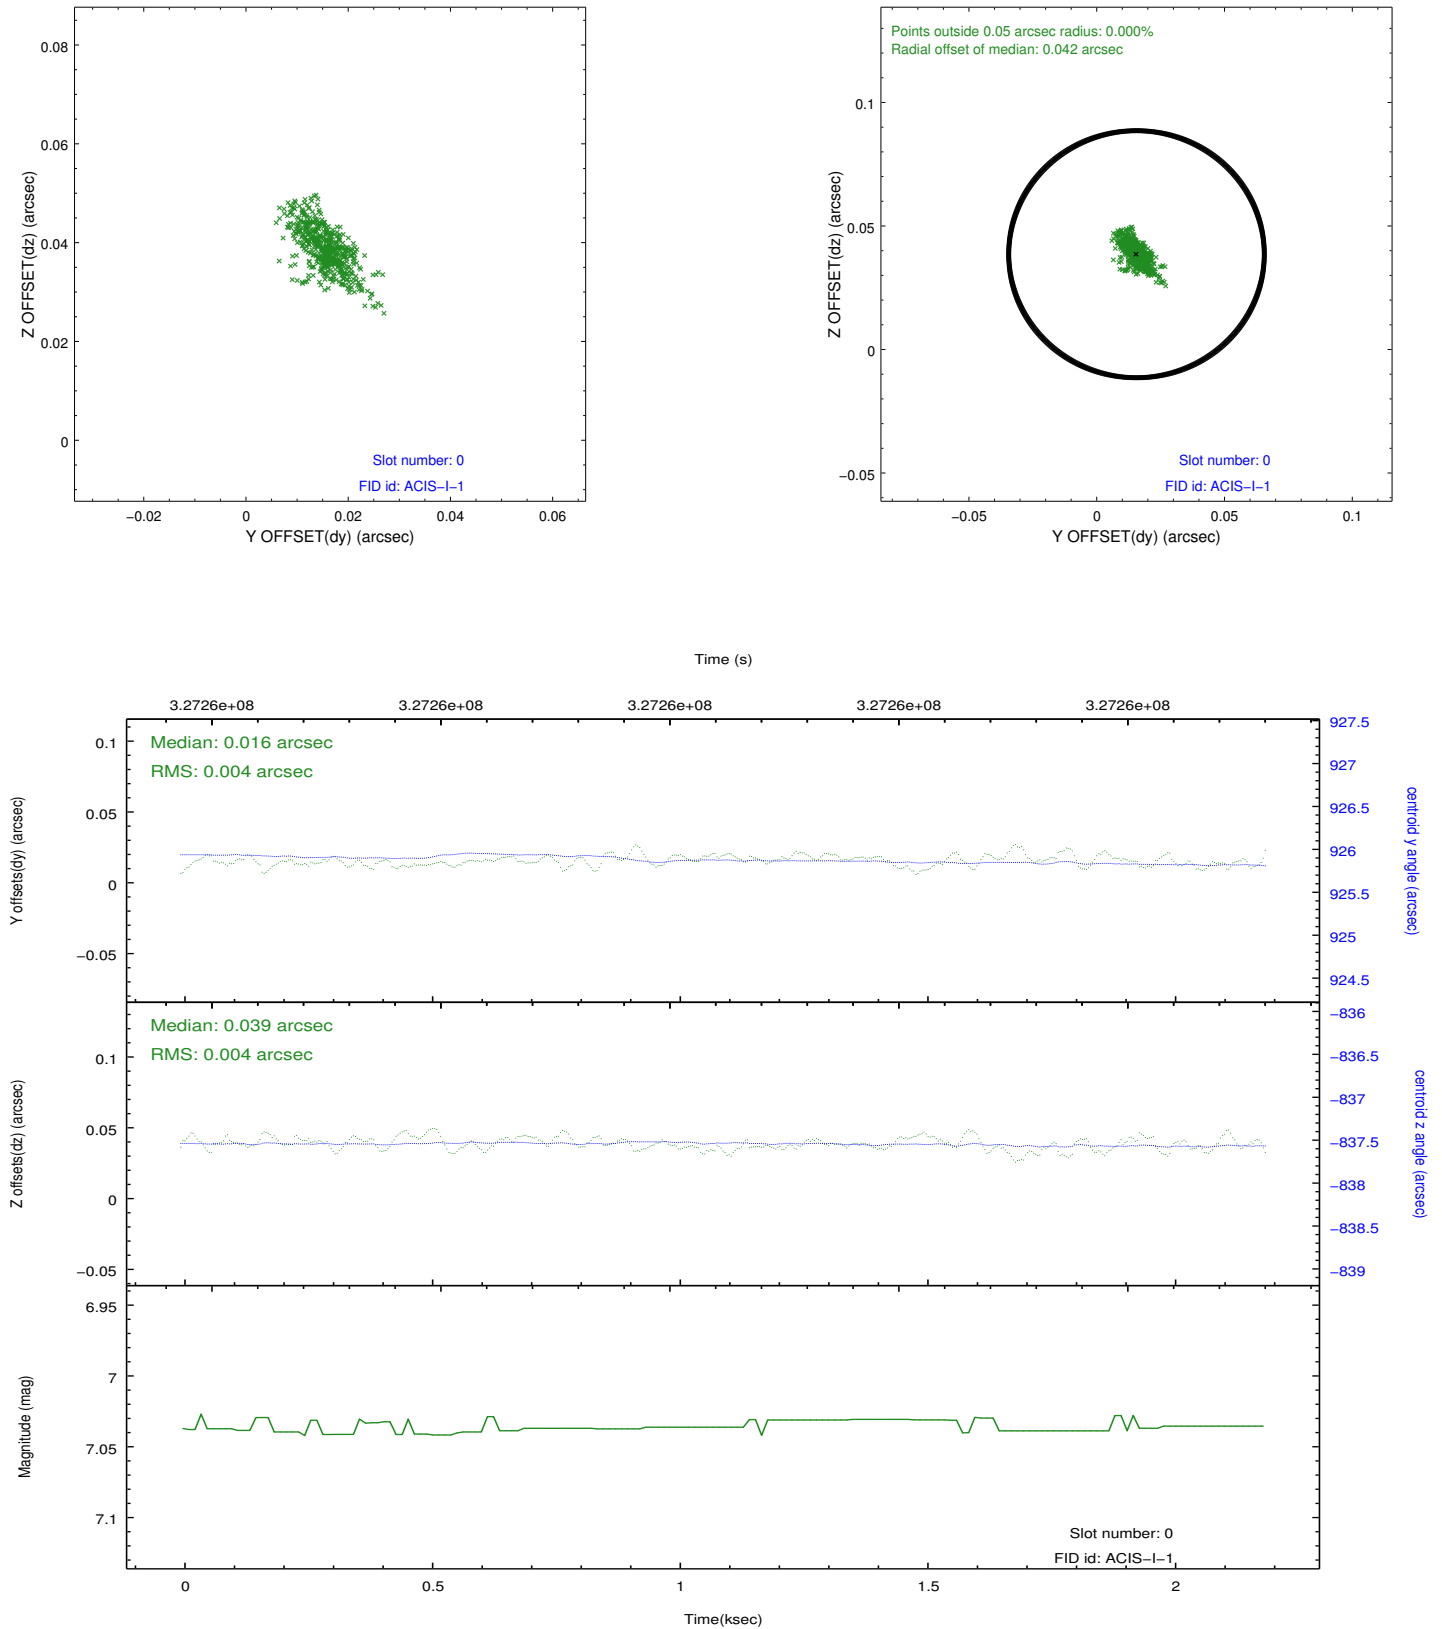 0.08
0.06
0.04
0.02
0
Z OFFSET(dz) (arcsec)
Slot number: 0
FID id: ACIS−I−1
−0.02
0
0.02
0.04
0.06
Y OFFSET(dy) (arcsec)
Points outside 0.05 arcsec radius: 0.000%
Radial offset of median: 0.042 arcsec
0.1
0.05
0
−0.05
Z OFFSET(dz) (arcsec)
Slot number: 0
FID id: ACIS−I−1
−0.05
0
0.05
0.1
Y OFFSET(dy) (arcsec)
Time (s)
3.2726e+08
3.2726e+08
3.2726e+08
3.2726e+08
3.2726e+08
Median: 0.016 arcsec
RMS: 0.004 arcsec
0.1
0.05
0
−0.05
Y offsets(dy) (arcsec)
927.5
927
926.5
926
925.5
925
924.5
centroid y angle (arcsec)
Median: 0.039 arcsec
RMS: 0.004 arcsec
0.1
0.05
0
−0.05
Z offsets(dz) (arcsec)
−836
−836.5
−837
−837.5
−838
−838.5
−839
centroid z angle (arcsec)
6.95
7
7.05
7.1
Magnitude (mag)
Slot number: 0
FID id: ACIS−I−1
0
0.5
1
1.5
2
Time(ksec)